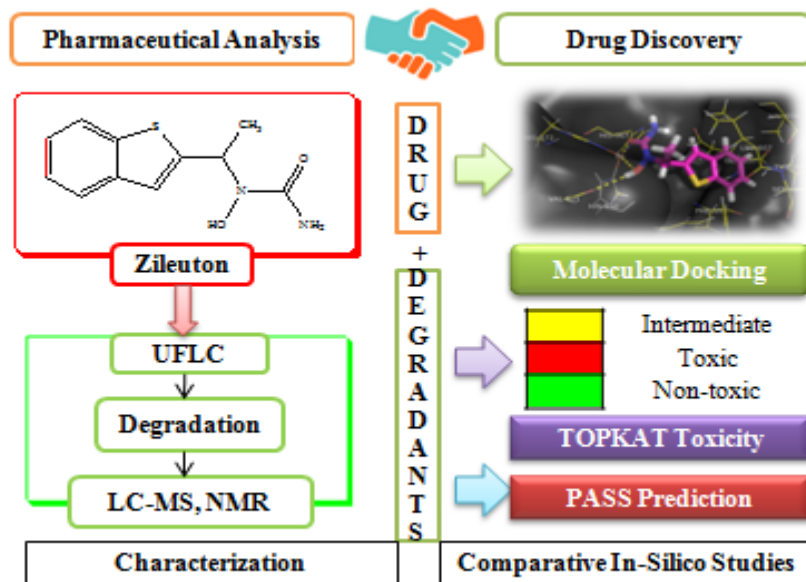 Pharmaceutical Analysis
Drug Discovery
S
CH3
O
N
HO
NH2
Zileuton
UFLC
Degradation
LC-MS, NMR
Characterization
DRUG
+
DEGRADANTS
Molecular Docking
Intermediate
Toxic
Non-toxic
TOPKAT Toxicity
PASS Prediction
Comparative In-Silico Studies